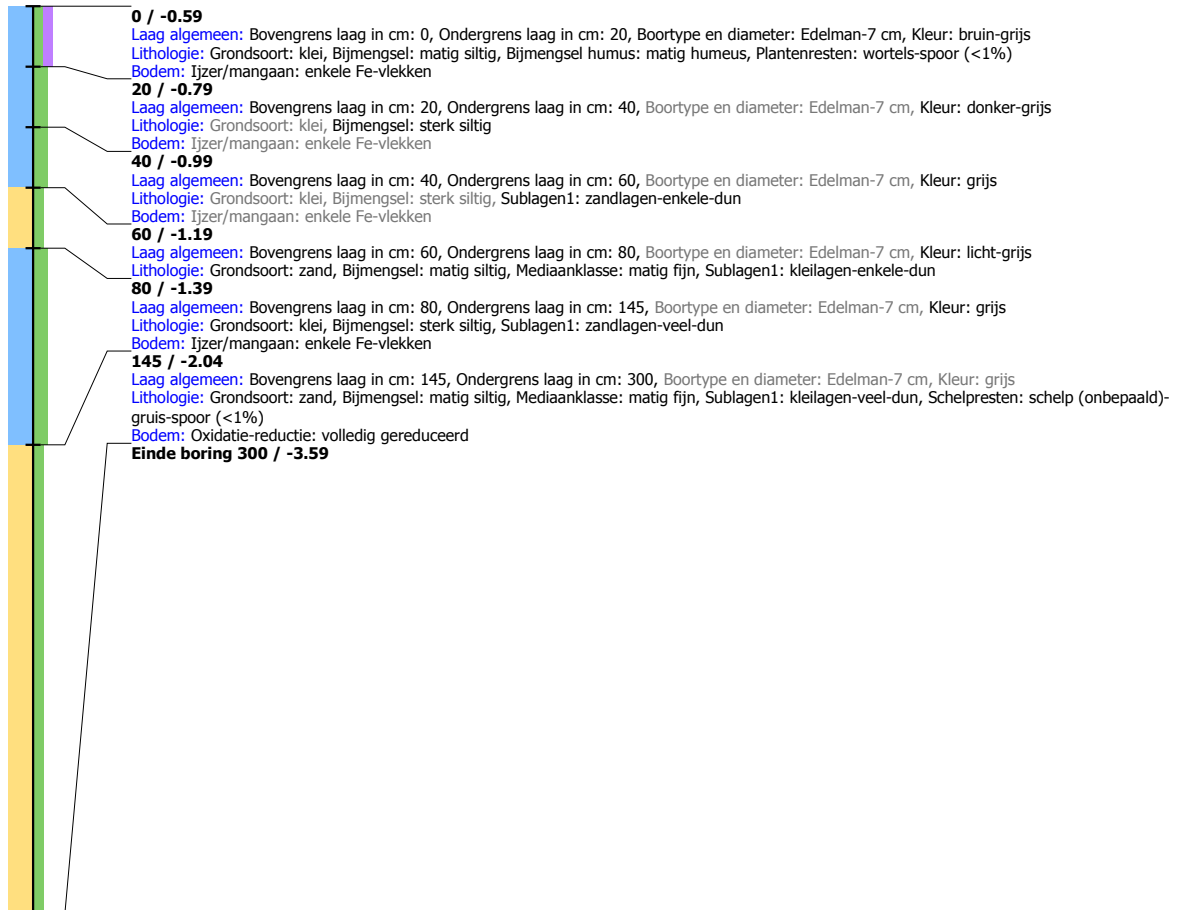 0 / -0.59
Laag algemeen: Bovengrens laag in cm: 0, Ondergrens laag in cm: 20, Boortype en diameter: Edelman-7 cm, Kleur: bruin-grijs
Lithologie: Grondsoort: klei, Bijmengsel: matig siltig, Bijmengsel humus: matig humeus, Plantenresten: wortels-spoor (<1%)
Bodem: Ijzer/mangaan: enkele Fe-vlekken
20 / -0.79
Laag algemeen: Bovengrens laag in cm: 20, Ondergrens laag in cm: 40, Boortype en diameter: Edelman-7 cm, Kleur: donker-grijs
Lithologie: Grondsoort: klei, Bijmengsel: sterk siltig
Bodem: Ijzer/mangaan: enkele Fe-vlekken
40 / -0.99
Laag algemeen: Bovengrens laag in cm: 40, Ondergrens laag in cm: 60, Boortype en diameter: Edelman-7 cm, Kleur: grijs
Lithologie: Grondsoort: klei, Bijmengsel: sterk siltig, Sublagen1: zandlagen-enkele-dun
Bodem: Ijzer/mangaan: enkele Fe-vlekken
60 / -1.19
Laag algemeen: Bovengrens laag in cm: 60, Ondergrens laag in cm: 80, Boortype en diameter: Edelman-7 cm, Kleur: licht-grijs
Lithologie: Grondsoort: zand, Bijmengsel: matig siltig, Mediaanklasse: matig fijn, Sublagen1: kleilagen-enkele-dun
80 / -1.39
Laag algemeen: Bovengrens laag in cm: 80, Ondergrens laag in cm: 145, Boortype en diameter: Edelman-7 cm, Kleur: grijs
Lithologie: Grondsoort: klei, Bijmengsel: sterk siltig, Sublagen1: zandlagen-veel-dun
Bodem: Ijzer/mangaan: enkele Fe-vlekken
145 / -2.04
Laag algemeen: Bovengrens laag in cm: 145, Ondergrens laag in cm: 300, Boortype en diameter: Edelman-7 cm, Kleur: grijs
Lithologie: Grondsoort: zand, Bijmengsel: matig siltig, Mediaanklasse: matig fijn, Sublagen1: kleilagen-veel-dun, Schelpresten: schelp (onbepaald)-
gruis-spoor (<1%)
Bodem: Oxidatie-reductie: volledig gereduceerd
Einde boring 300 / -3.59